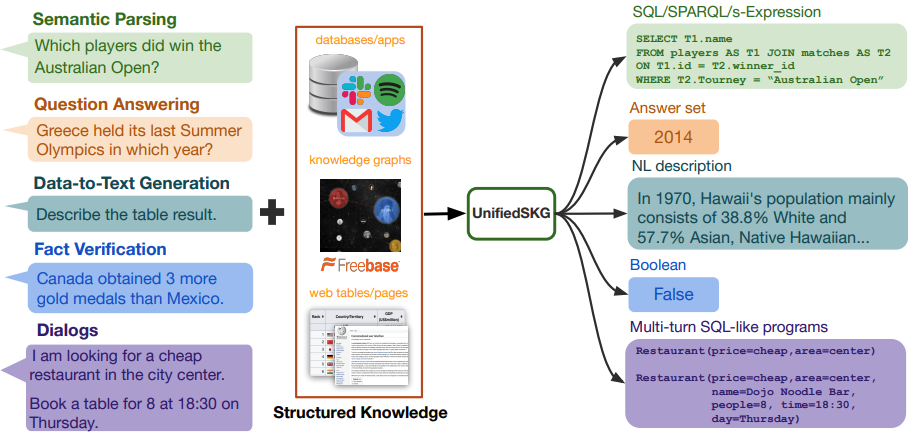 Semantic Parsing
Which players did win the
Australian Open?
Question Answering
Greece held its last Summer
Olympics in which year?
Data-to-Text Generation
Describe the table result.
Fact Verification
Canada obtained 3 more
gold medals than Mexico.
Dialogs
I am looking for a cheap
restaurant in the city center.
Book a table for 8 at 18:30 on
Thursday.
+
databases/apps
knowledge graphs
Freebase
web tables/pages
Rank
Country/Territory
GDP
(US$million)
Structured Knowledge
UnifiedSKG
SQL/SPARQL/s-Expression
SELECT T1.name
FROM players AS T1 JOIN matches AS T2
ON T1.id = T2.winner_id
WHERE T2.Tourney = “Australian Open”
Answer set
2014
NL description
In 1970, Hawaii's population mainly
consists of 38.8% White and
57.7% Asian, Native Hawaiian...
Boolean
False
Multi-turn SQL-like programs
Restaurant(price=cheap,area=center)
Restaurant(price=cheap,area=center,
name=Dojo Noodle Bar,
people=8, time=18:30,
day=Thursday)